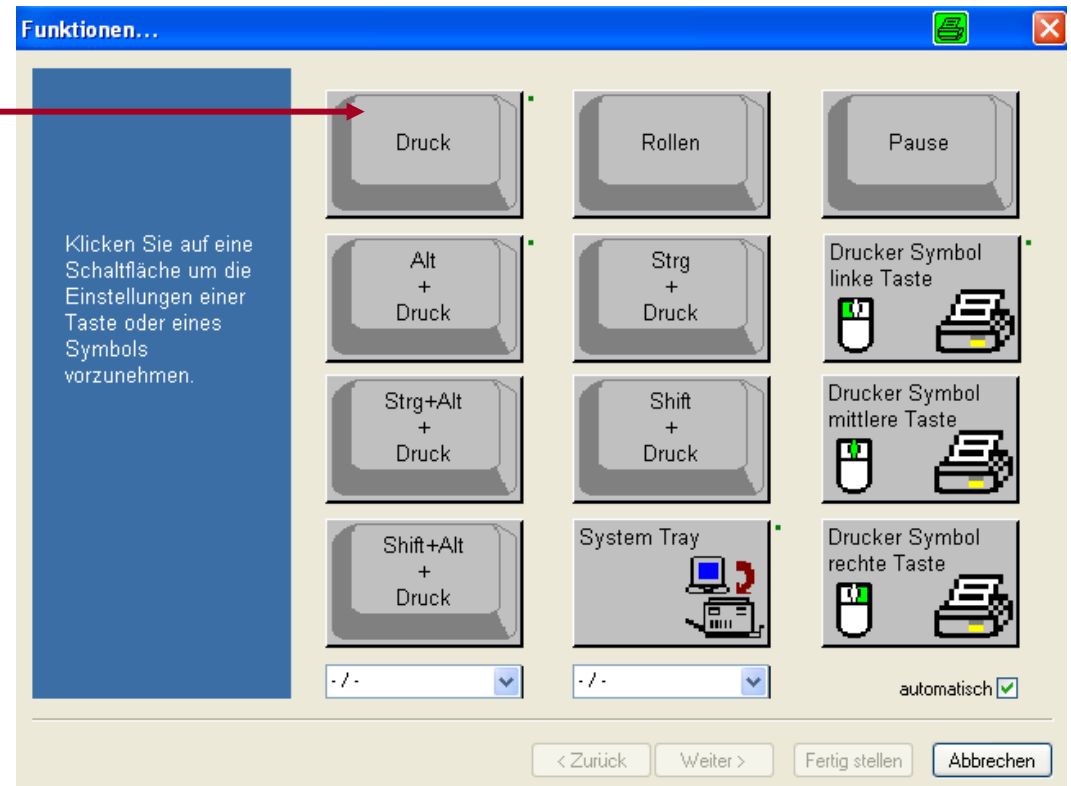 Funktionen...
Klicken Sie auf eine
Schaltfläche um die
Einstellungen einer
Taste oder eines
Symbols
vorzunehmen.
Druck
Rollen
Pause
Alt
+
Druck
Strg
+
Druck
Drucker Symbol
linke Taste
Strg+Alt
+
Druck
Shift
+
Druck
Drucker Symbol
mittlere Taste
Shift+Alt
+
Druck
System Tray
Drucker Symbol
rechte Taste
- / -
- / -
automatisch
< Zurück
Weiter >
Fertig stellen
Abbrechen